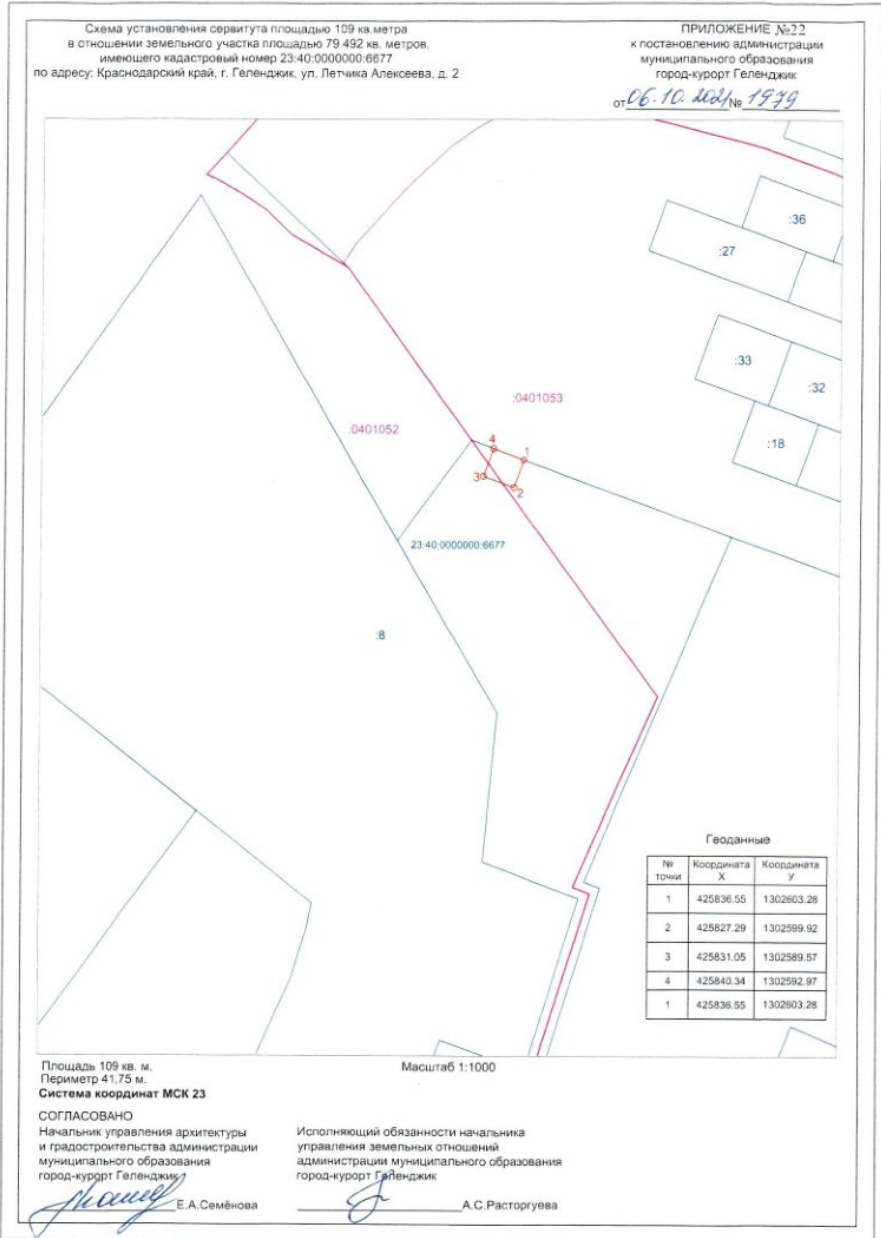 Схема установления сервитута площадью 109 кв.метра
в отношении земельного участка площадью 79 492 кв. метров,
имеющего кадастровый номер 23:40:0000000:6677
по адресу: Краснодарский край, г. Геленджик, ул. Летчика Алексеева, д. 2
ПРИЛОЖЕНИЕ №22
к постановлению администрации
муниципального образования
город-курорт Геленджик
от 06.10.2021 № 1979
:36
:27
:33
:32
:18
:0401053
:0401052
4
1
3
2
23:40:0000000:6677
:8
Геоданные
№ точки Координата X Координата У
1 425836.55 1302603.28
2 425827.29 1302599.92
3 425831.05 1302589.57
4 425840.34 1302592.97
1 425836.55 1302603.28
Площадь 109 кв. м.
Масштаб 1:1000
Периметр 41,75 м.
Система координат МСК 23
СОГЛАСОВАНО
Начальник управления архитектуры
и градостроительства администрации
муниципального образования
город-курорт Геленджик
Е.А.Семёнова
Исполняющий обязанности начальника
управления земельных отношений
администрации муниципального образования
город-курорт Геленджик
А.С.Расторгуева